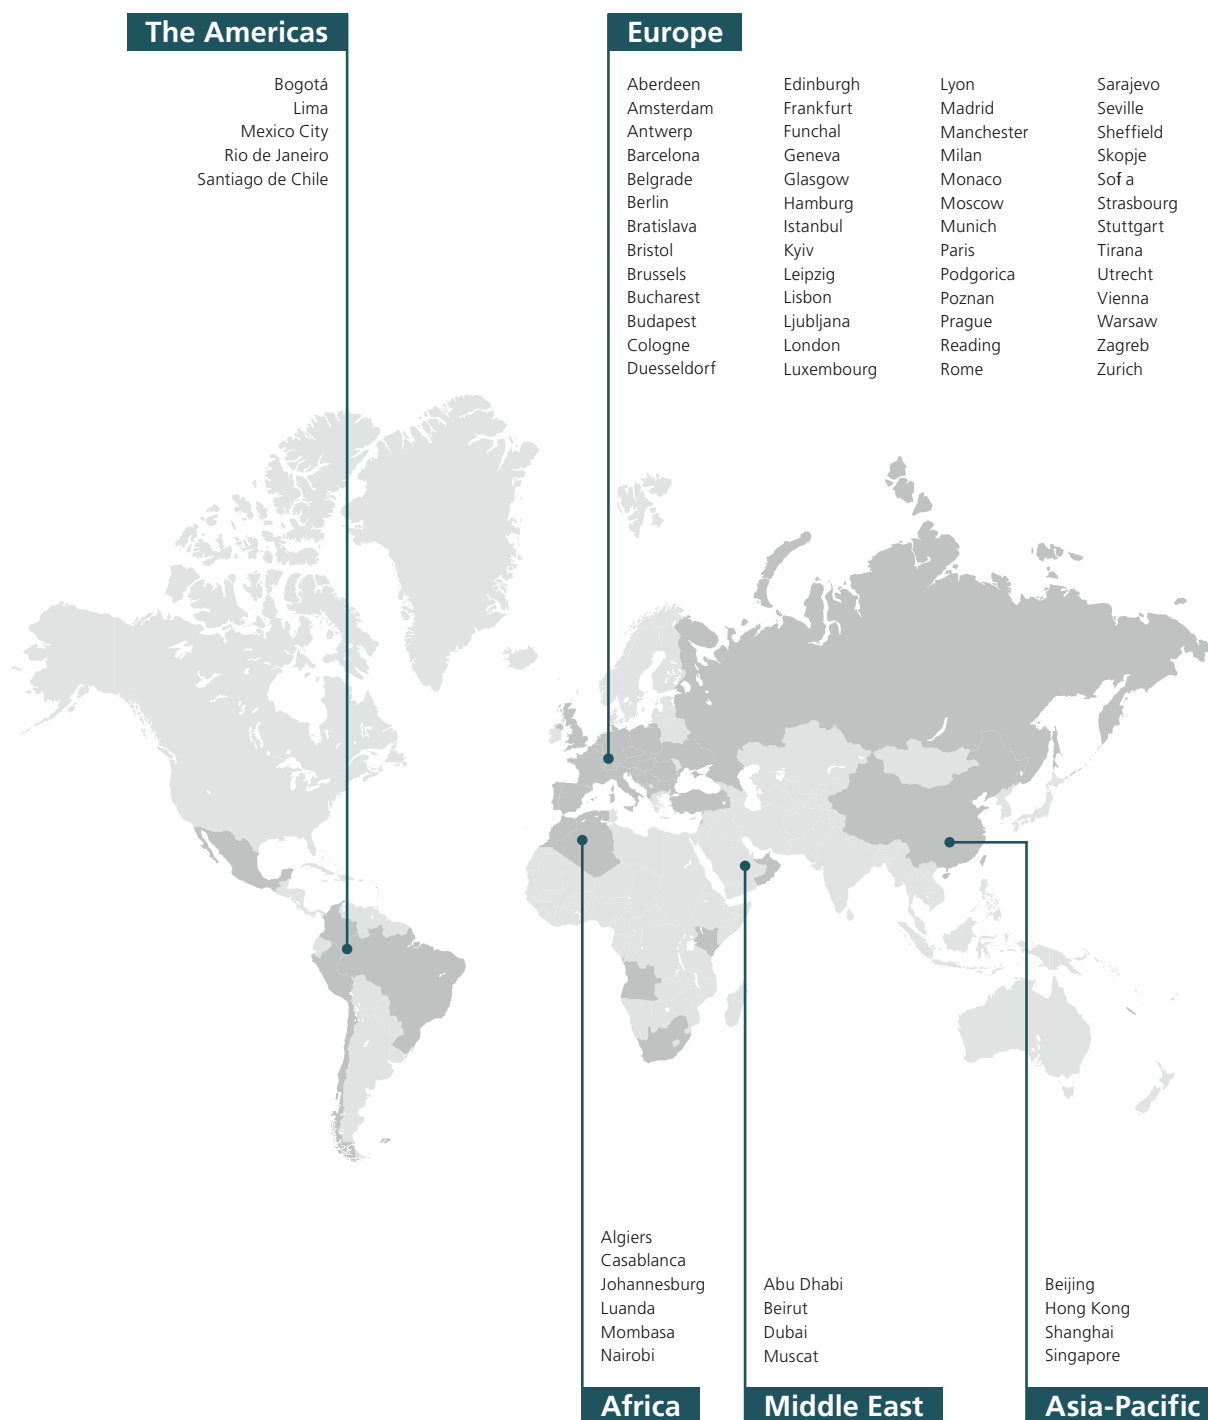 The Americas
Bogotá
Lima
Mexico City
Rio de Janeiro
Santiago de Chile
Europe
Aberdeen
Amsterdam
Antwerp
Barcelona
Belgrade
Berlin
Bratislava
Bristol
Brussels
Bucharest
Budapest
Cologne
Duesseldorf
Edinburgh
Frankfurt
Funchal
Geneva
Glasgow
Hamburg
Istanbul
Kyiv
Leipzig
Lisbon
Ljubljana
London
Luxembourg
Lyon
Madrid
Manchester
Milan
Monaco
Moscow
Munich
Paris
Podgorica
Poznan
Prague
Reading
Rome
Sarajevo
Seville
Sheffield
Skopje
Sof a
Strasbourg
Stuttgart
Tirana
Utrecht
Vienna
Warsaw
Zagreb
Zurich
Algiers
Casablanca
Johannesburg
Luanda
Mombasa
Nairobi
Africa
Abu Dhabi
Beirut
Dubai
Muscat
Middle East
Beijing
Hong Kong
Shanghai
Singapore
Asia-Pacific